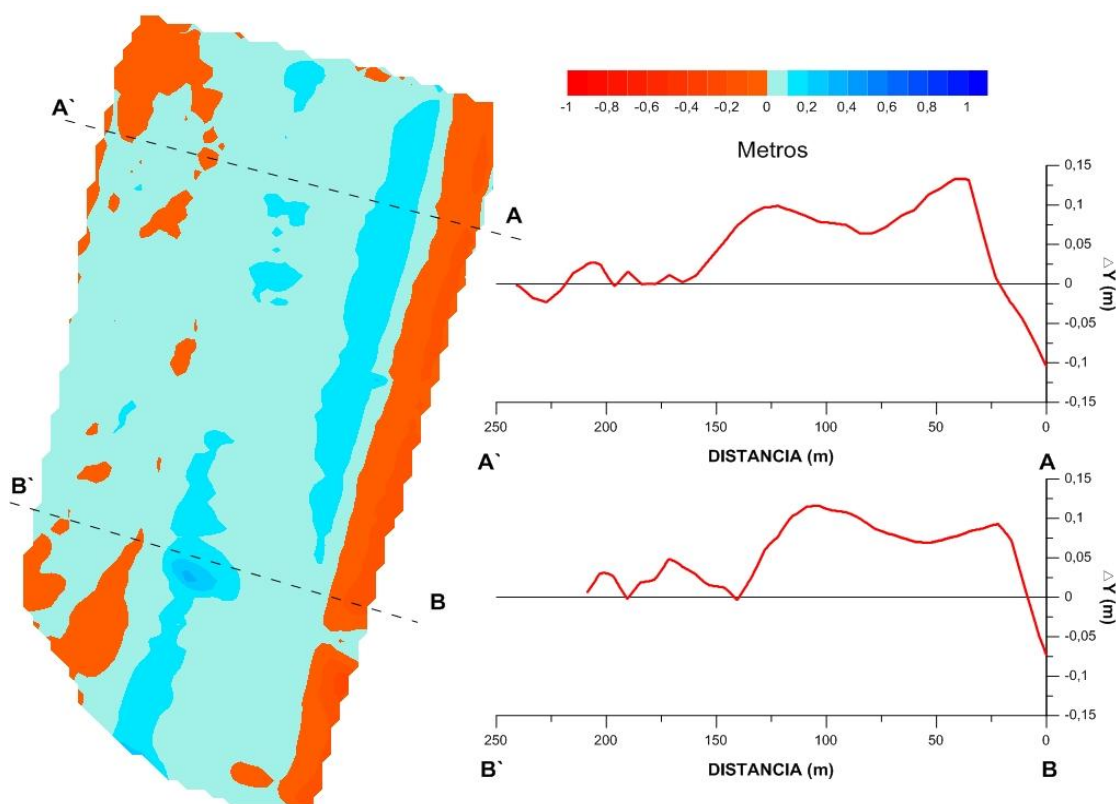 -1 -0,8 -0,6 -0,4 -0,2 0 0,2 0,4 0,6 0,8 1
Metros
A`
A
B`
B
0,15
0,1
0,05
0
-0,05
-0,1
-0,15
△Y (m)
250 200 150 100 50 0
A` DISTANCIA (m) A
0,15
0,1
0,05
0
-0,05
-0,1
-0,15
△Y (m)
250 200 150 100 50 0
B` DISTANCIA (m) B